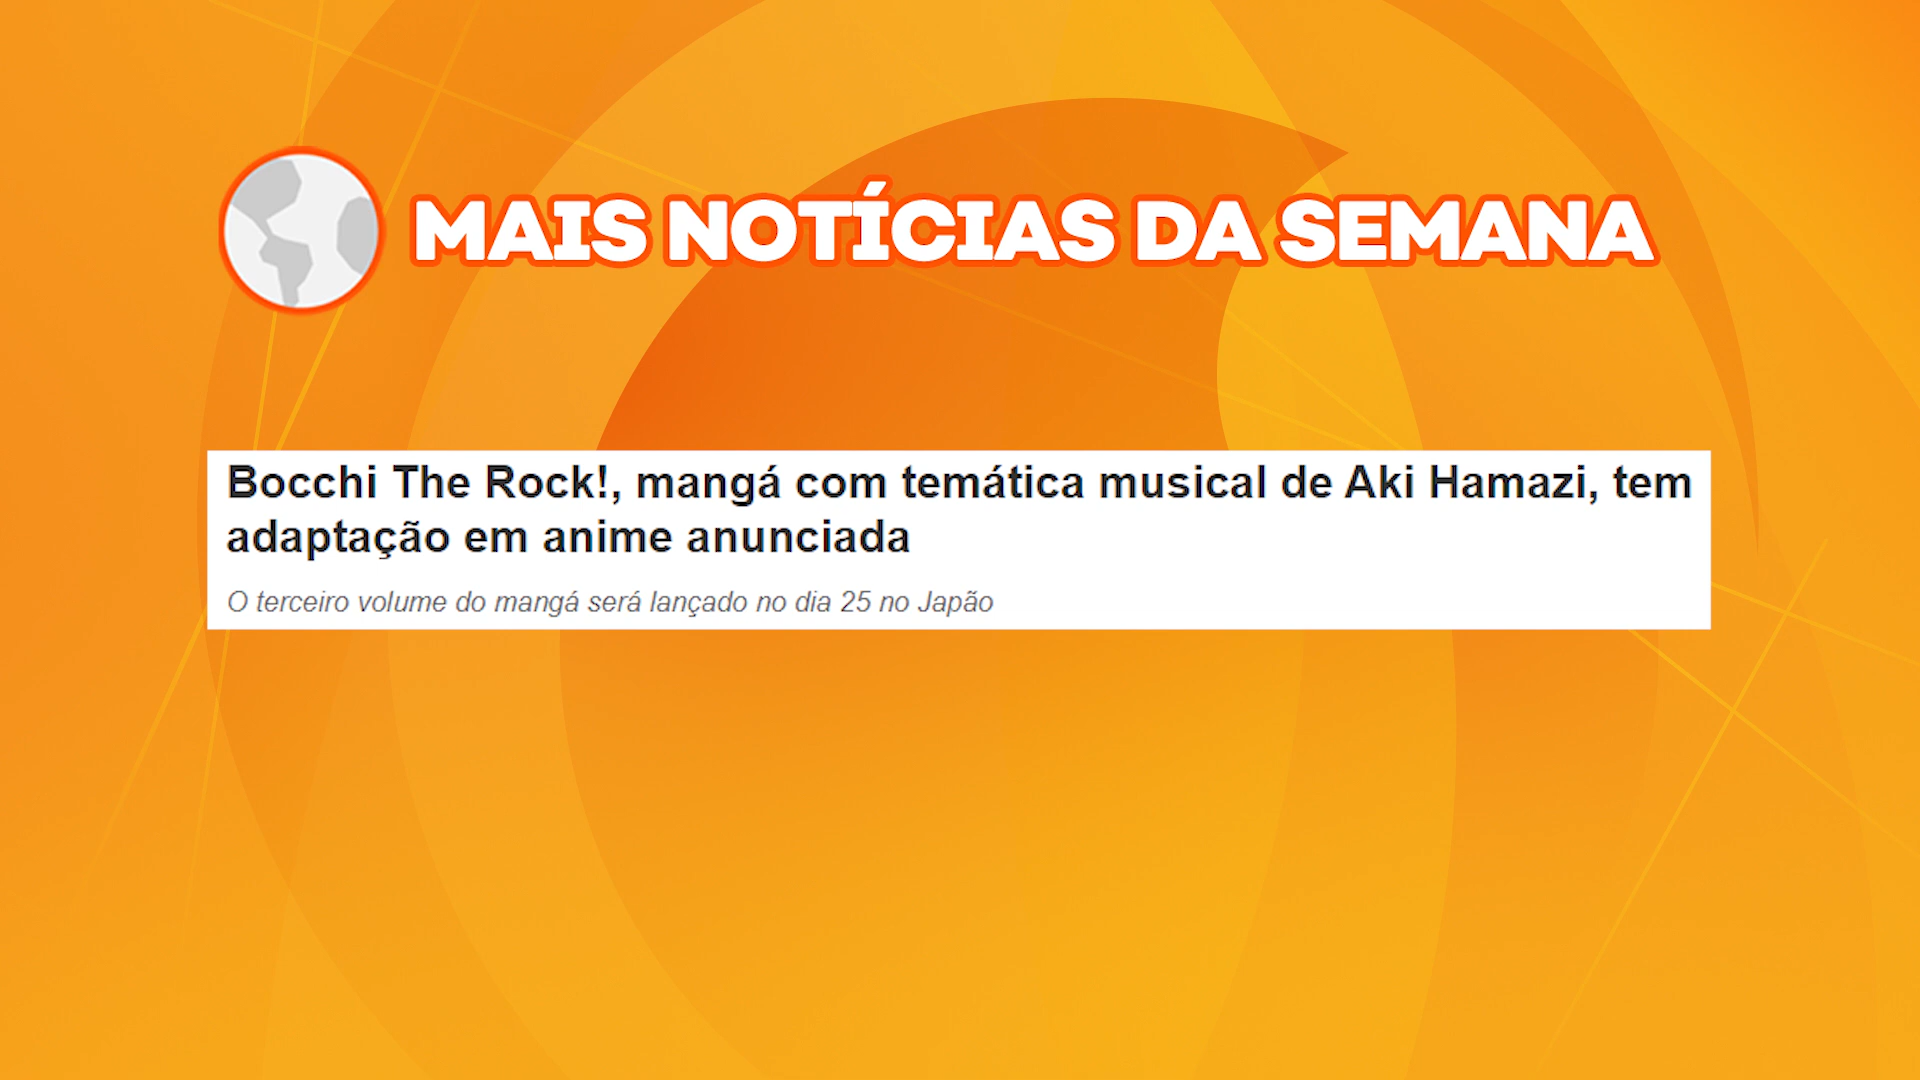 MAIS NOTÍCIAS DA SEMANA
Bocchi The Rock!, mangá com temática musical de Aki Hamazi, tem
adaptação em anime anunciada
O terceiro volume do mangá será lançado no dia 25 no Japão